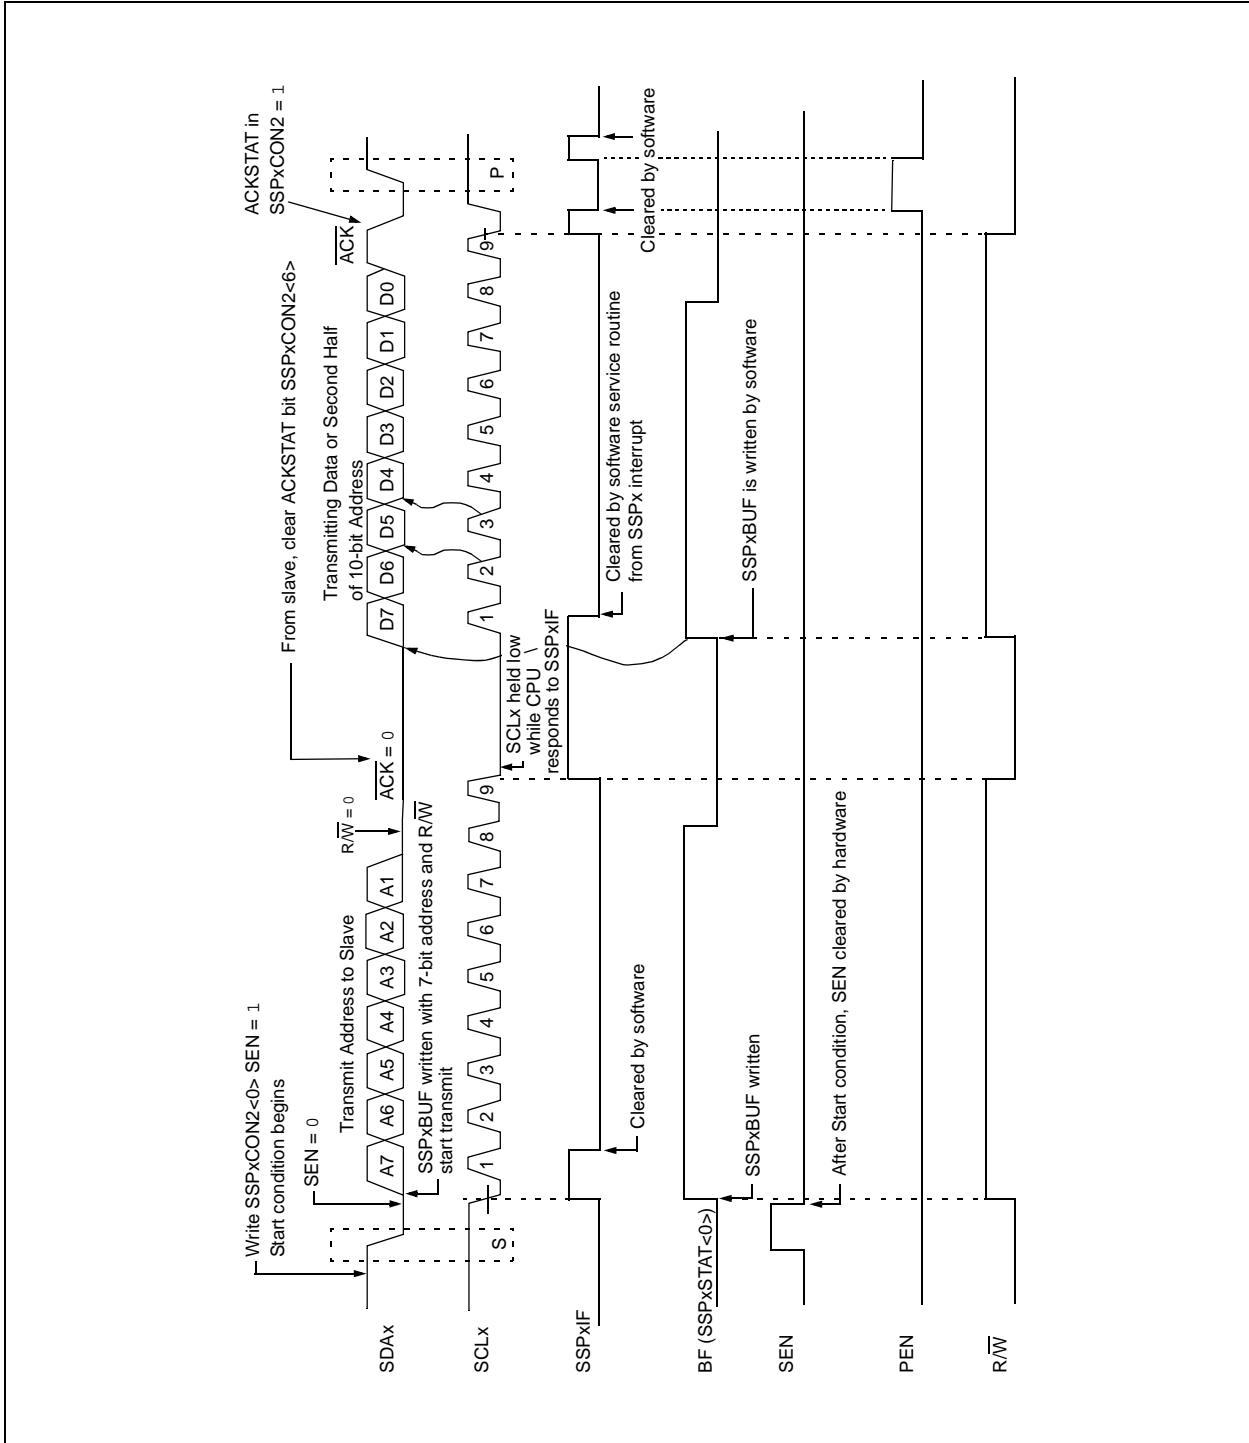 Write SSPxCON2<0> SEN = 1
Start condition begins
SEN = 0
From slave, clear ACKSTAT bit SSPxCON2<6>
ACKSTAT in
SSPxCON2 = 1
Transmit Address to Slave
R/W = 0
ACK = 0
Transmitting Data or Second Half
of 10-bit Address
ACK
SDAx
A7 A6 A5 A4 A3 A2 A1
D7 D6 D5 D4 D3 D2 D1 D0
SSPxBUF written with 7-bit address and R/W
start transmit
SCLx
S
1 2 3 4 5 6 7 8 9
1 2 3 4 5 6 7 8 9
P
SCLx held low
while CPU
responds to SSPxIF
SSPxIF
Cleared by software
Cleared by software service routine
from SSPx interrupt
Cleared by software
BF (SSPxSTAT<0>)
SSPxBUF written
SSPxBUF is written by software
SEN
After Start condition, SEN cleared by hardware
PEN
R/W